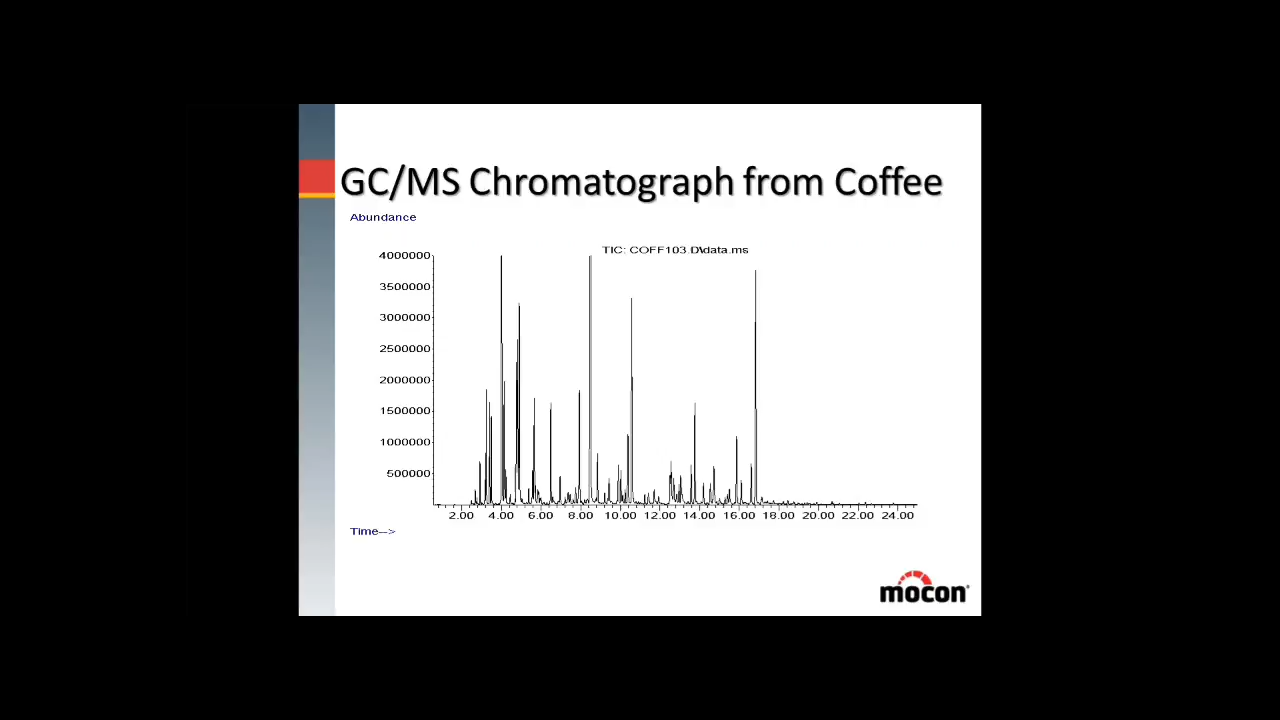 GC/MS Chromatograph from Coffee
Abundance
TIC: COFF103.D\data.ms
4000000
3500000
3000000
2500000
2000000
1500000
1000000
500000
2.00 4.00 6.00 8.00 10.00 12.00 14.00 16.00 18.00 20.00 22.00 24.00
Time-->
mocon®